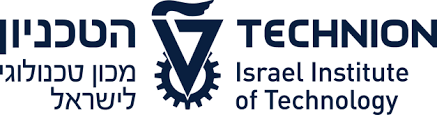 הטכניון
מכון טכנולוגי
לישראל
TECHNION
Israel Institute
of Technology